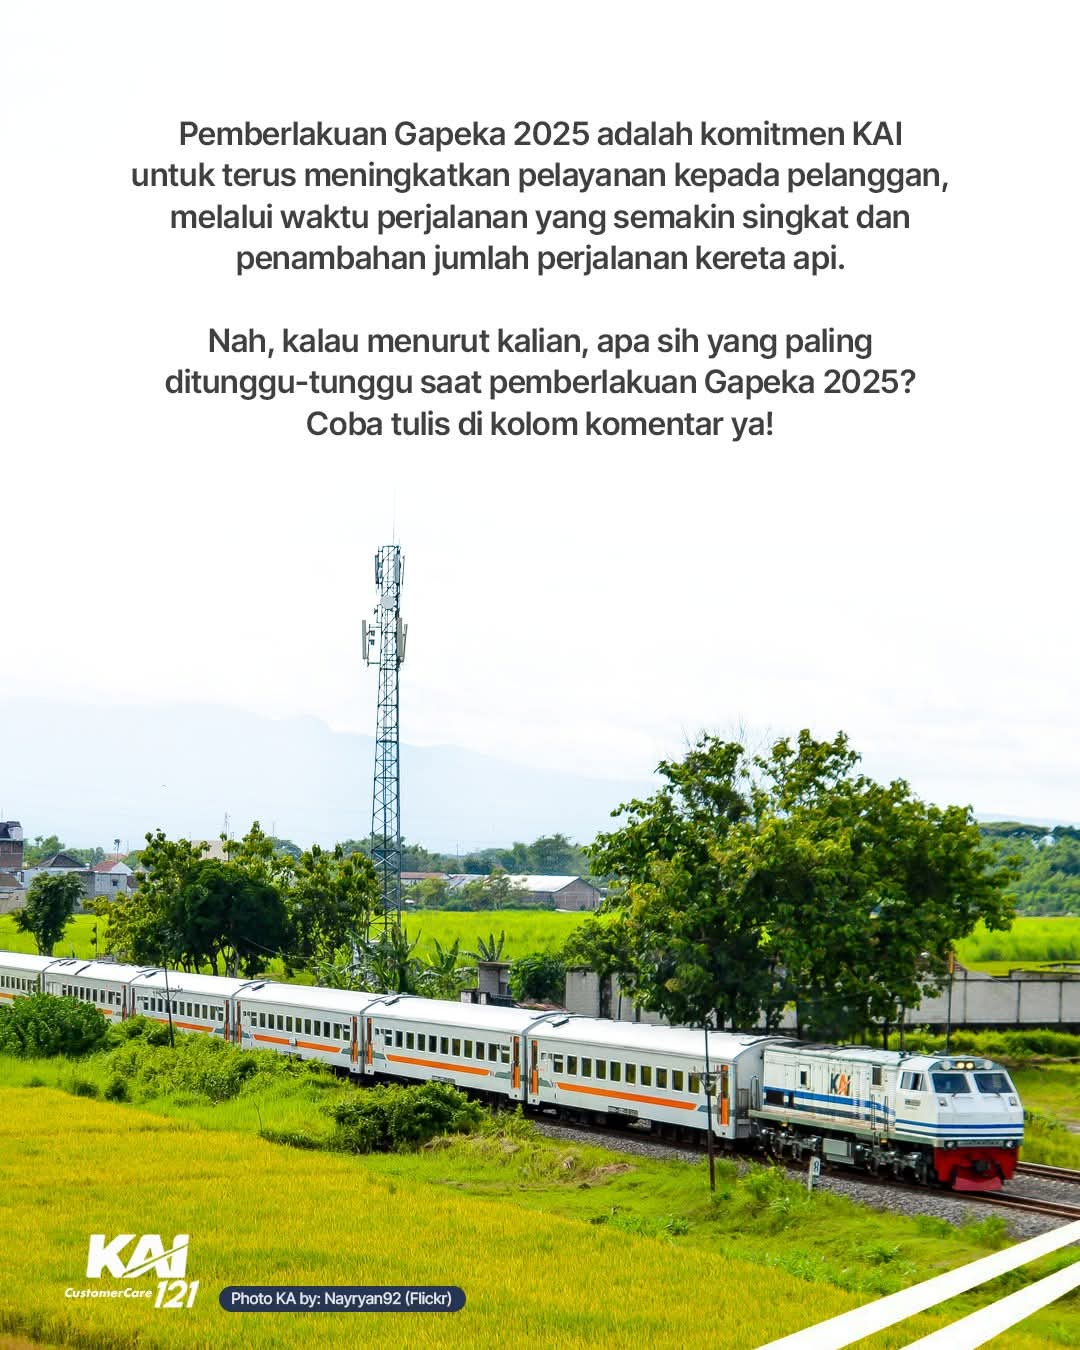 Pemberlakuan Gapeka 2025 adalah komitmen KAI
untuk terus meningkatkan pelayanan kepada pelanggan,
melalui waktu perjalanan yang semakin singkat dan
penambahan jumlah perjalanan kereta api.
Nah, kalau menurut kalian, apa sih yang paling
ditunggu-tunggu saat pemberlakuan Gapeka 2025?
Coba tulis di kolom komentar ya!
KAI
KAI
CustomerCare 121
Photo KA by: Nayryan92 (Flickr)